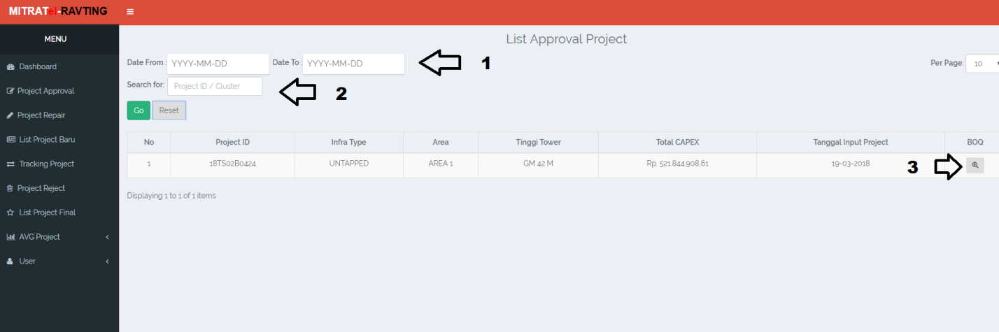 MITRATel-RAVTING
MENU
Dashboard
Project Approval
Project Repair
List Project Baru
Tracking Project
Project Reject
List Project Final
AVG Project
User
List Approval Project
Date From : YYYY-MM-DD Date To : YYYY-MM-DD 1 Per Page: 10
Search for: Project ID / Cluster 2
Go Reset
No Project ID Infra Type Area Tinggi Tower Total CAPEX Tanggal Input Project BOQ
1 18TS02B0424 UNTAPPED AREA 1 GM 42 M Rp. 521.844.908.61 19-03-2018 3
Displaying 1 to 1 of 1 items